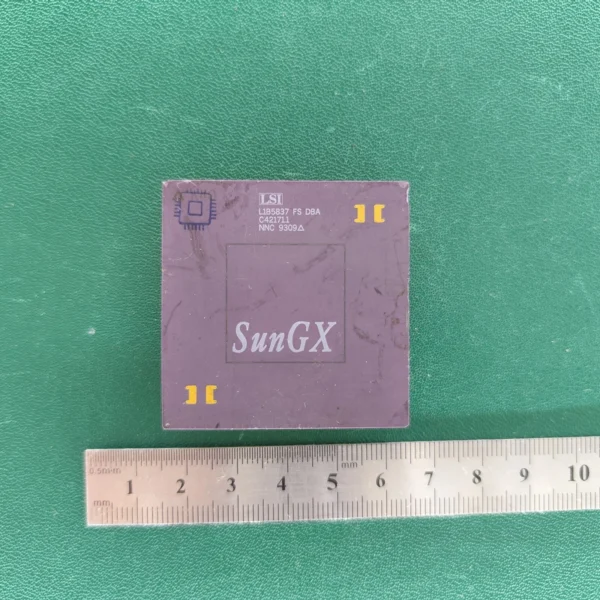 LSI
L1B5837 FS DBA
C421711
NNC 9309△
SunGX
mm
1 2 3 4 5 6 7 8 9 10
mm